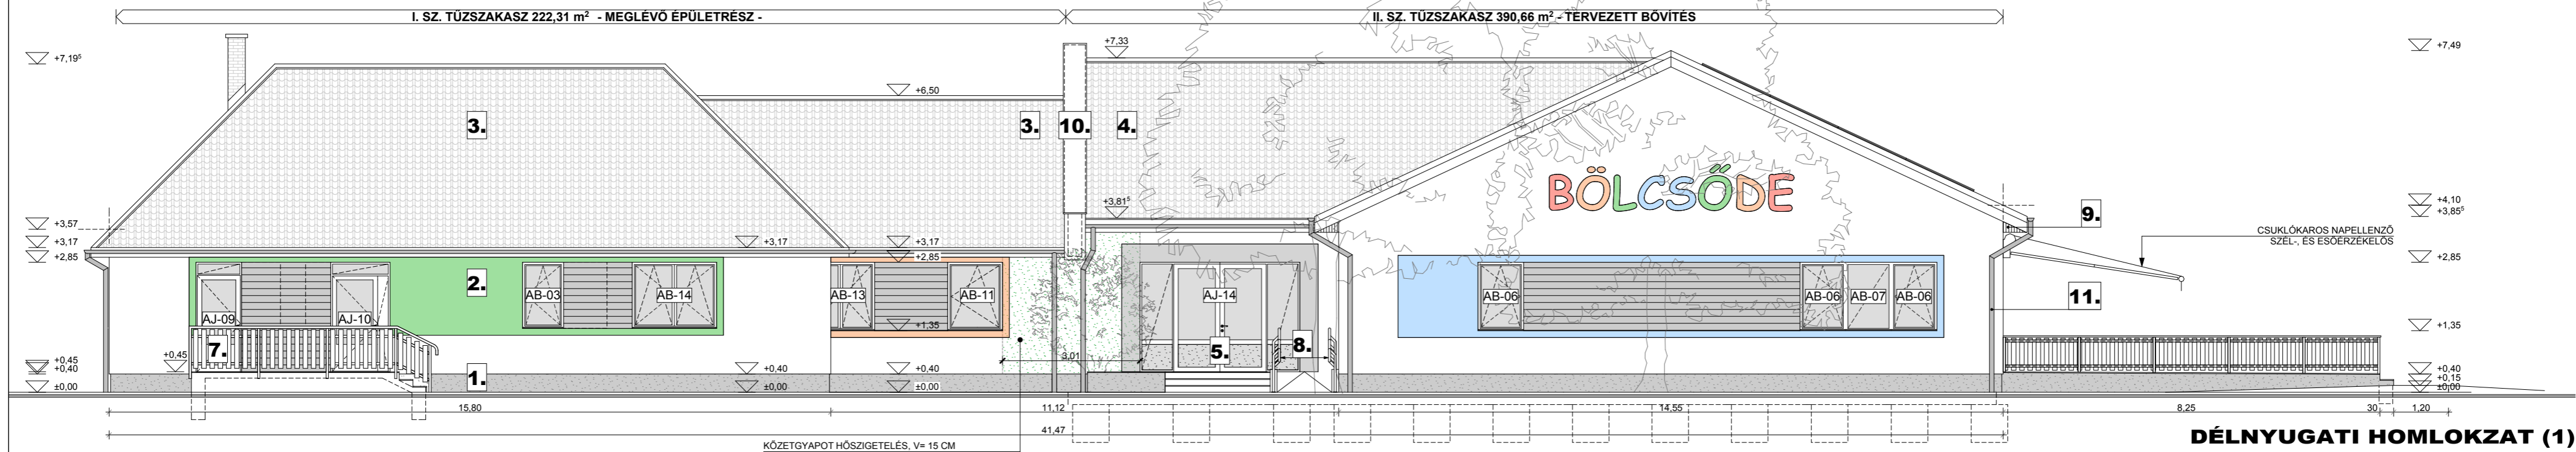 I. SZ. TŰZSZAKASZ 222,31 m² - MEGLÉVŐ ÉPÜLETRÉSZ -
II. SZ. TŰZSZAKASZ 390,66 m² - TERVEZETT BŐVÍTÉS
+7,19⁵
+7,33
+7,49
+6,50
3.
3.
10.
4.
BÖLCSŐDE
+3,81⁵
+4,10
+3,85⁵
9.
+3,57
+3,17
+2,85
+3,17
+3,17
+2,85
CSUKLÓKAROS NAPELLENZŐ
SZÉL-, ÉS ESŐÉRZÉKELŐS
+2,85
2.
AB-03
AB-14
AB-13
AB-11
AJ-14
AB-06
AB-06
AB-07
AB-06
11.
AJ-09
AJ-10
+1,35
+1,35
7.
5.
8.
3,01
+0,45
+0,40
±0,00
+0,45
1.
+0,40
±0,00
+0,40
±0,00
+0,40
+0,15
±0,00
15,80
11,12
14,55
8,25
30
1,20
41,47
KŐZETGYAPOT HŐSZIGETELÉS, V= 15 CM
DÉLNYUGATI HOMLOKZAT (1)